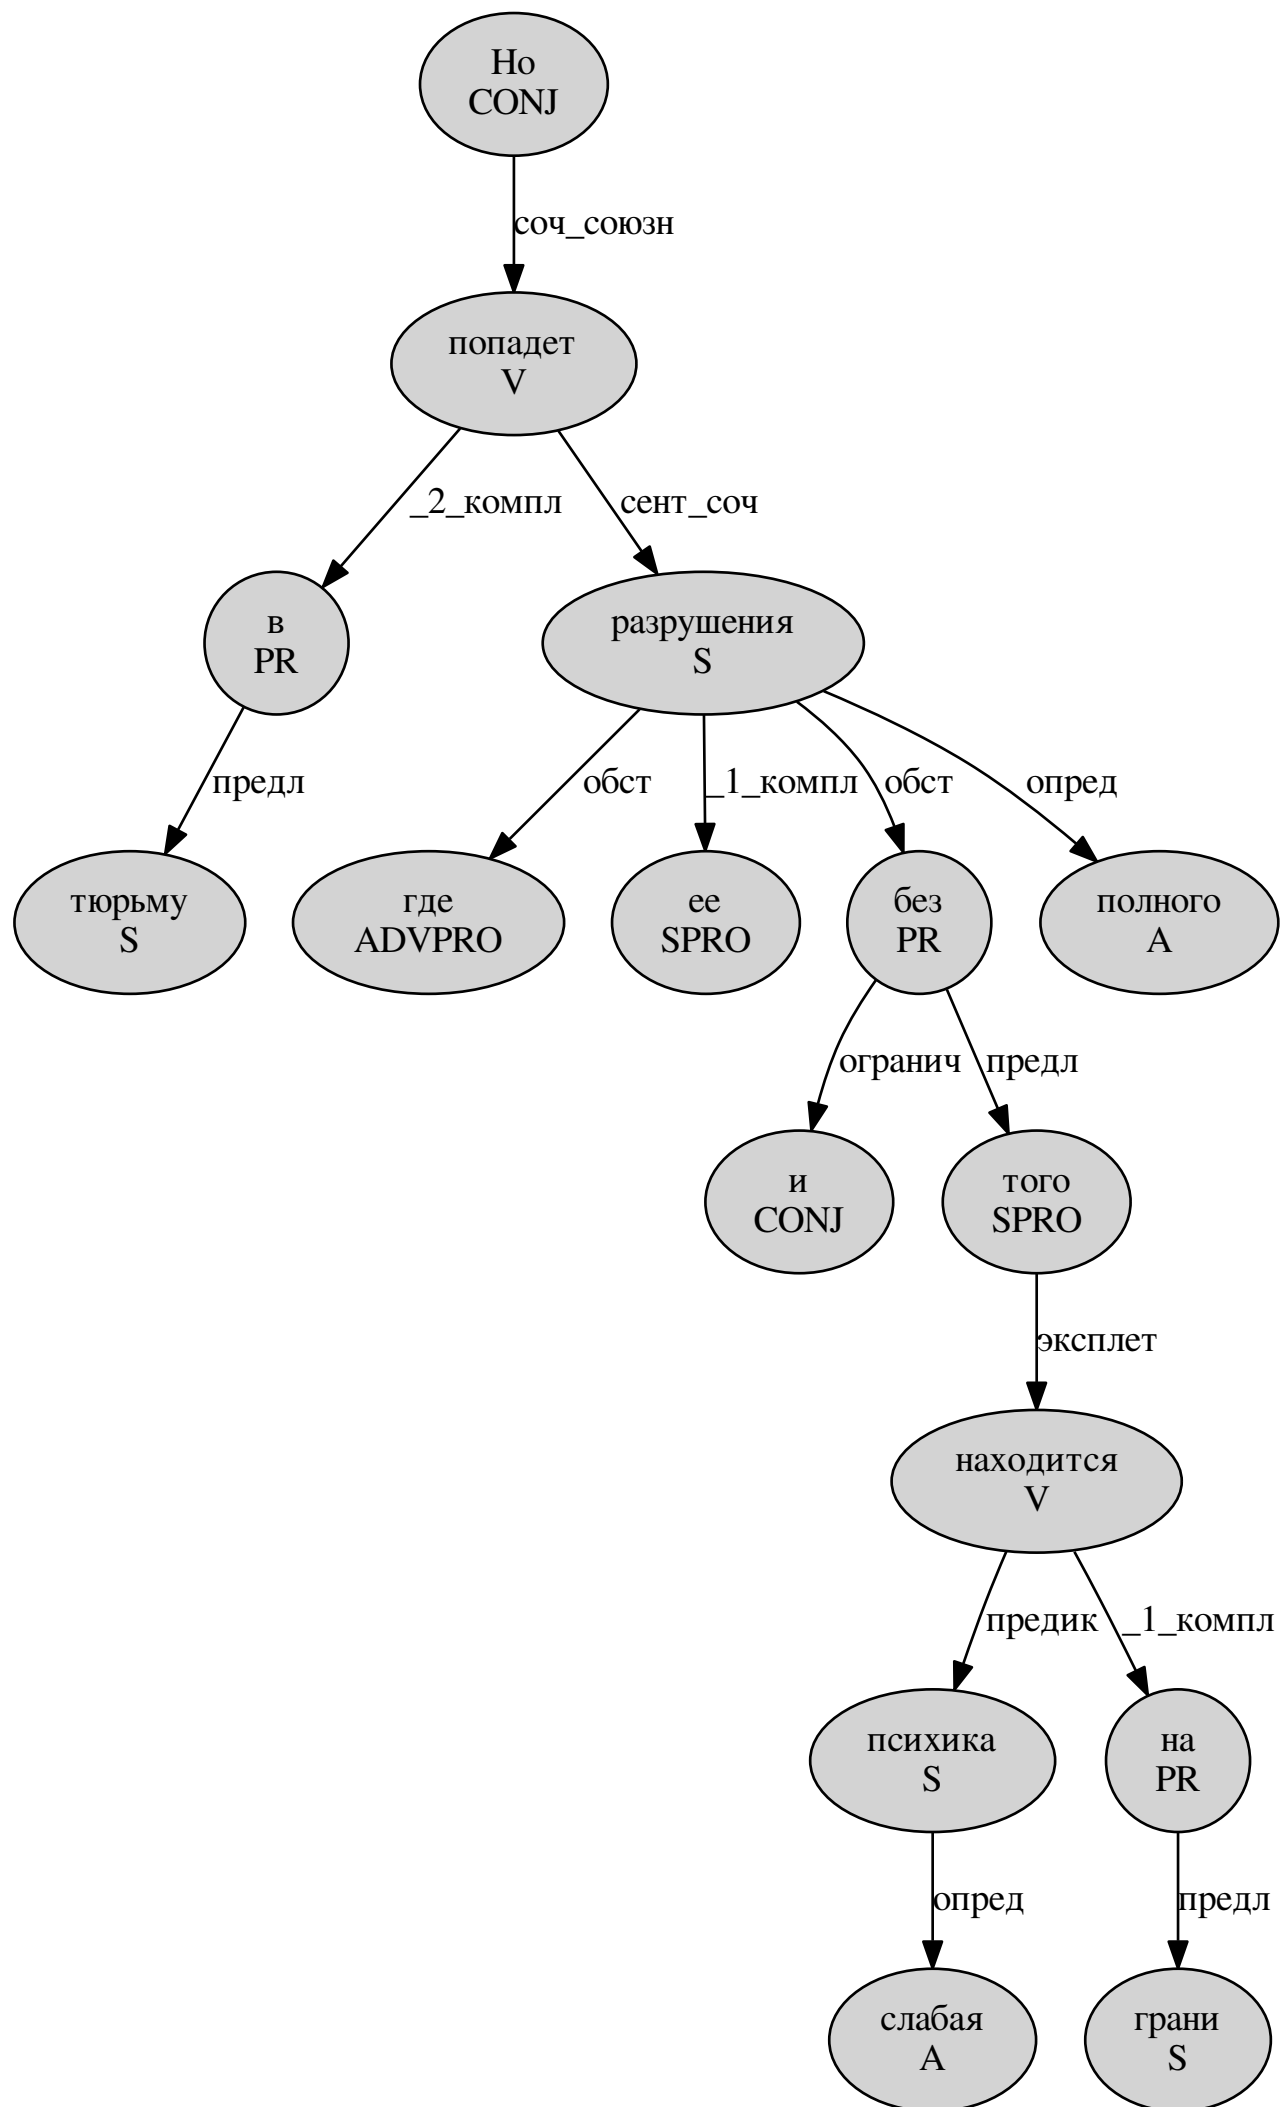 Но
CONJ
соч_союзн
попадет
V
_2_компл
сент_соч
в
PR
разрушения
S
предл
обст
_1_компл
обст
опред
тюрьму
S
где
ADVPRO
ее
SPRO
без
PR
полного
A
огранич
предл
и
CONJ
того
SPRO
эксплет
находится
V
предик
_1_компл
психика
S
на
PR
опред
предл
слабая
A
грани
S